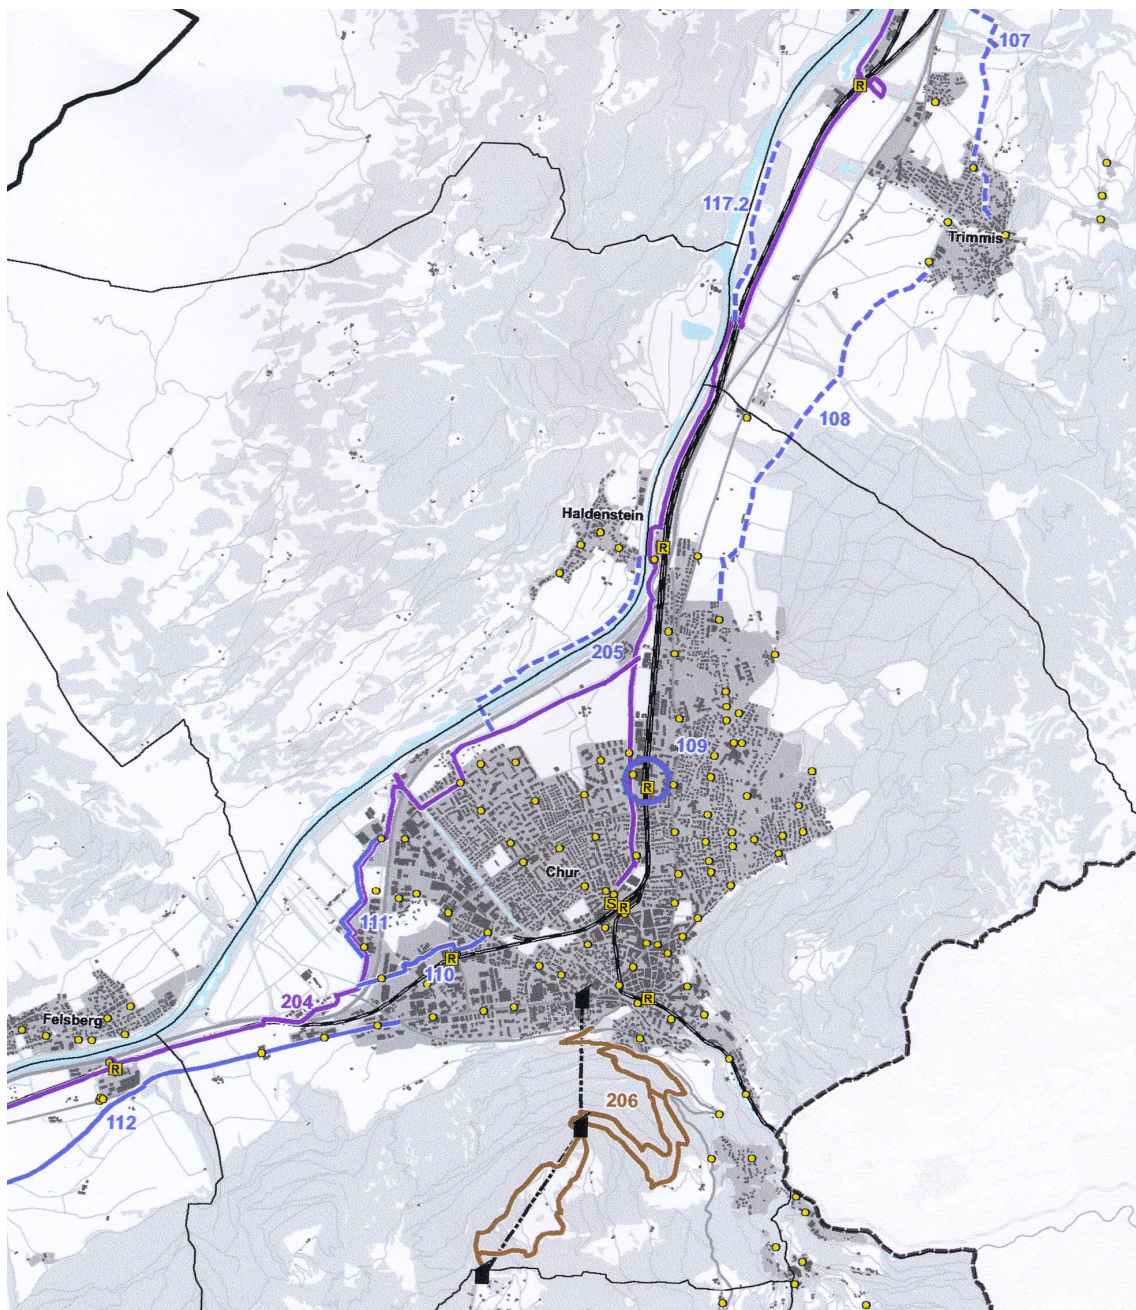 107
R
117.2
Trimmis
108
Haldenstein
R
205
109
R
Chur
S
R
111
R
110
204
Felsberg
R
R
206
112